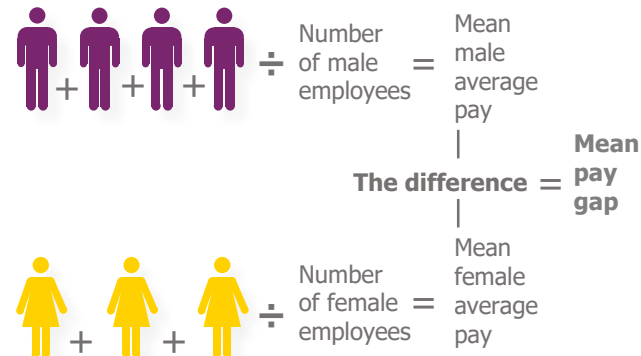 + + + ÷
Number
of male
employees
=
Mean
male
average
pay
The difference = Mean
pay
gap
+ + ÷
Number
of female
employees
=
Mean
female
average
pay